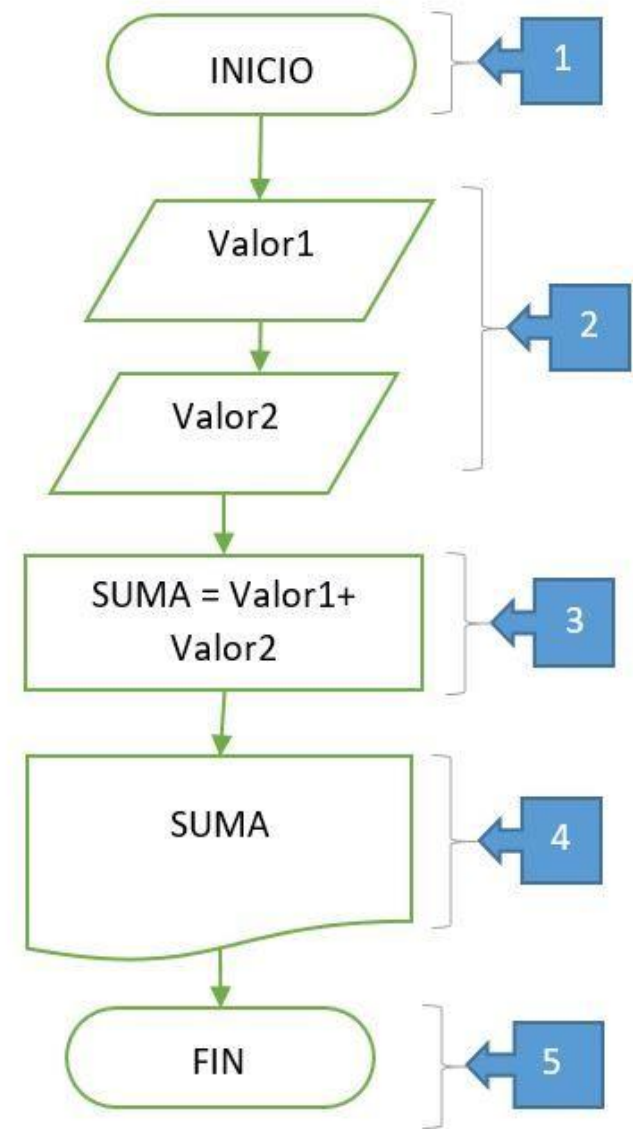 INICIO
1
Valor1
2
Valor2
SUMA = Valor1+
Valor2
3
SUMA
4
FIN
5